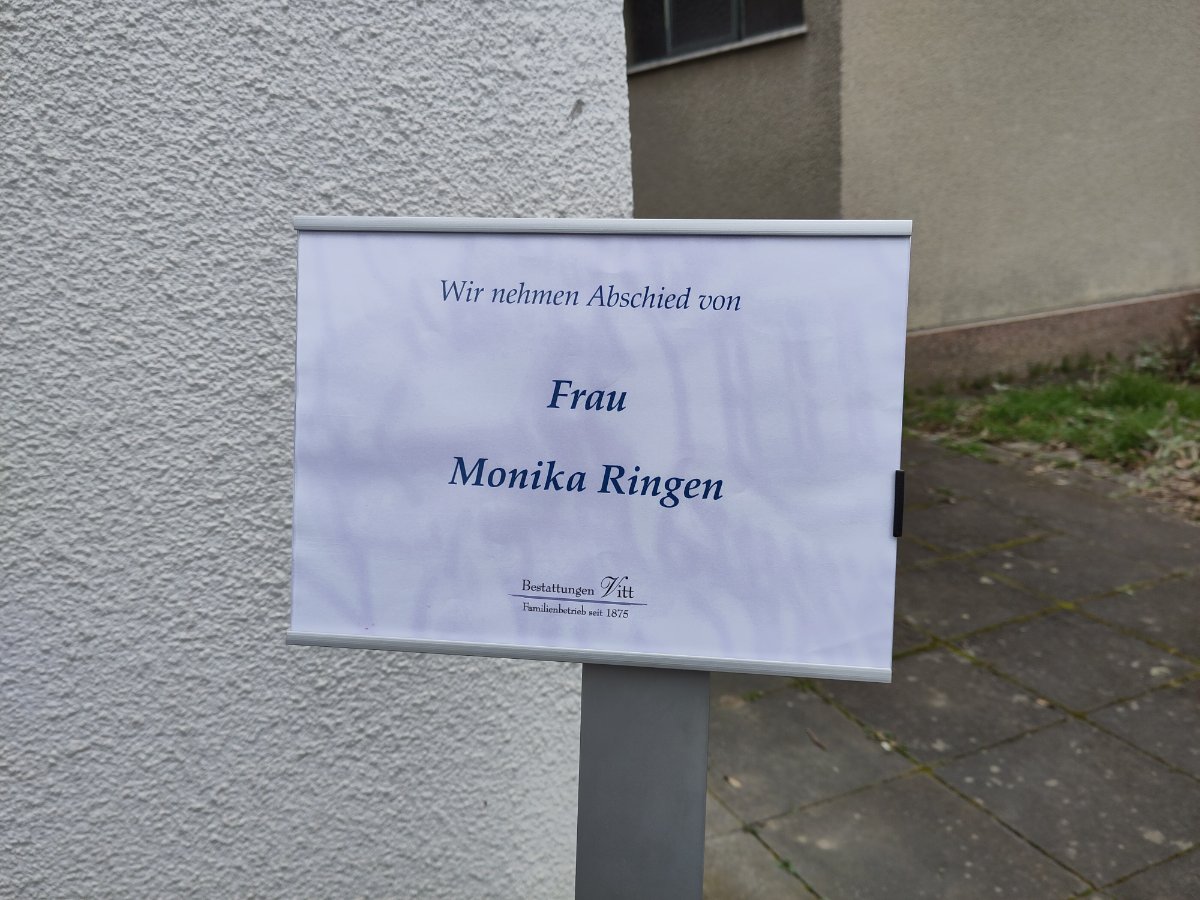 Wir nehmen Abschied von
Frau
Monika Ringen
Bestattungen Vitt
Familienbetrieb seit 1875